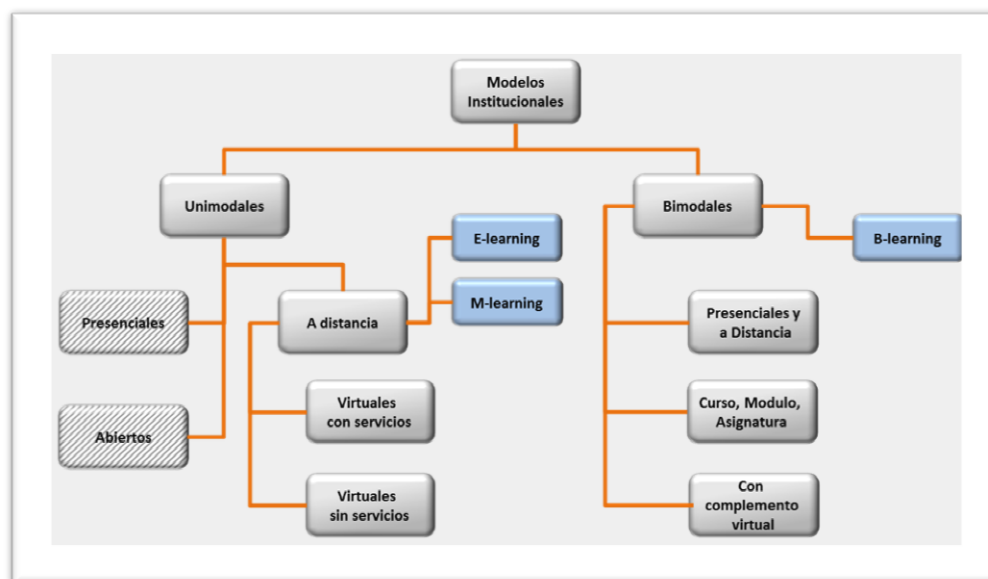 Modelos
Institucionales
Unimodales
Bimodales
E-learning
B-learning
M-learning
Presenciales
A distancia
Presenciales y
a Distancia
Virtuales
con servicios
Curso, Modulo,
Asignatura
Abiertos
Virtuales
sin servicios
Con
complemento
virtual